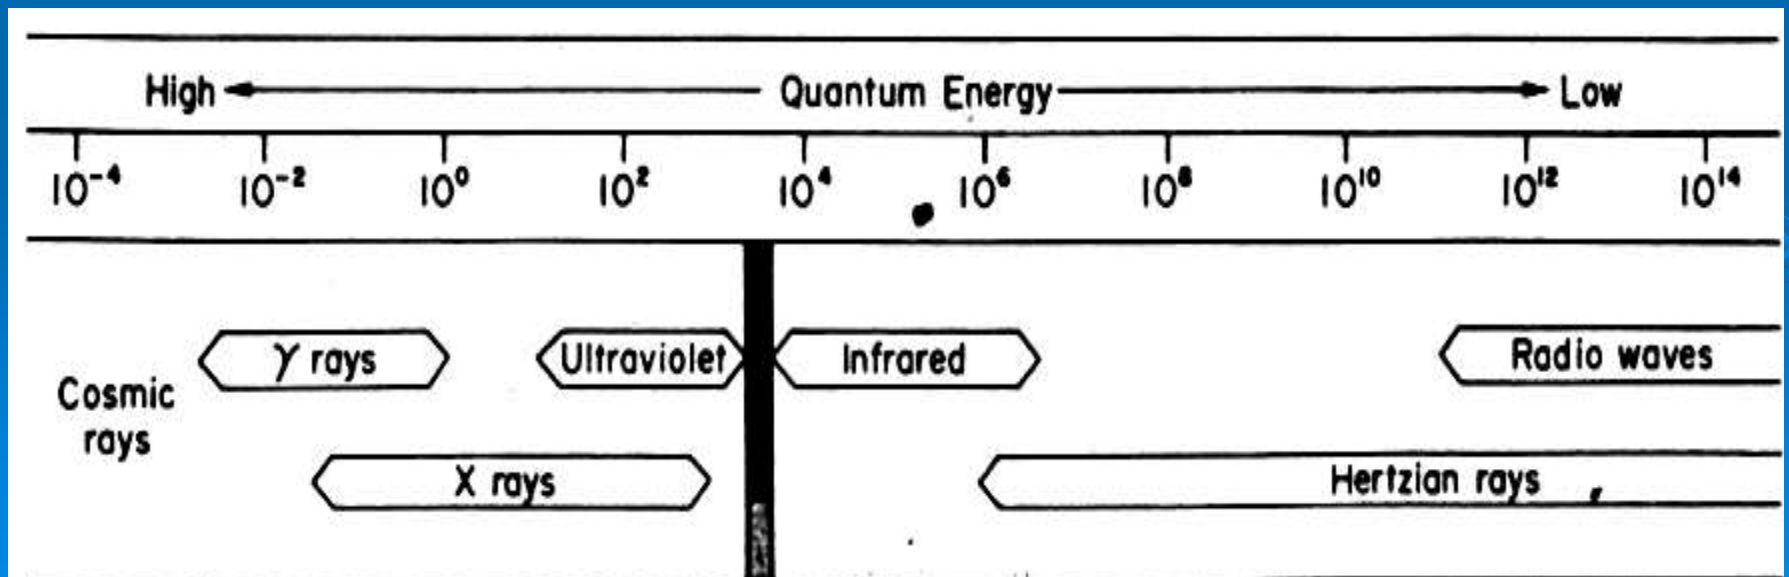 High Quantum Energy Low
10⁻⁴ 10⁻² 10⁰ 10² 10⁴ 10⁶ 10⁸ 10¹⁰ 10¹² 10¹⁴
γ rays Ultraviolet Infrared Radio waves
Cosmic
rays
X rays Hertzian rays